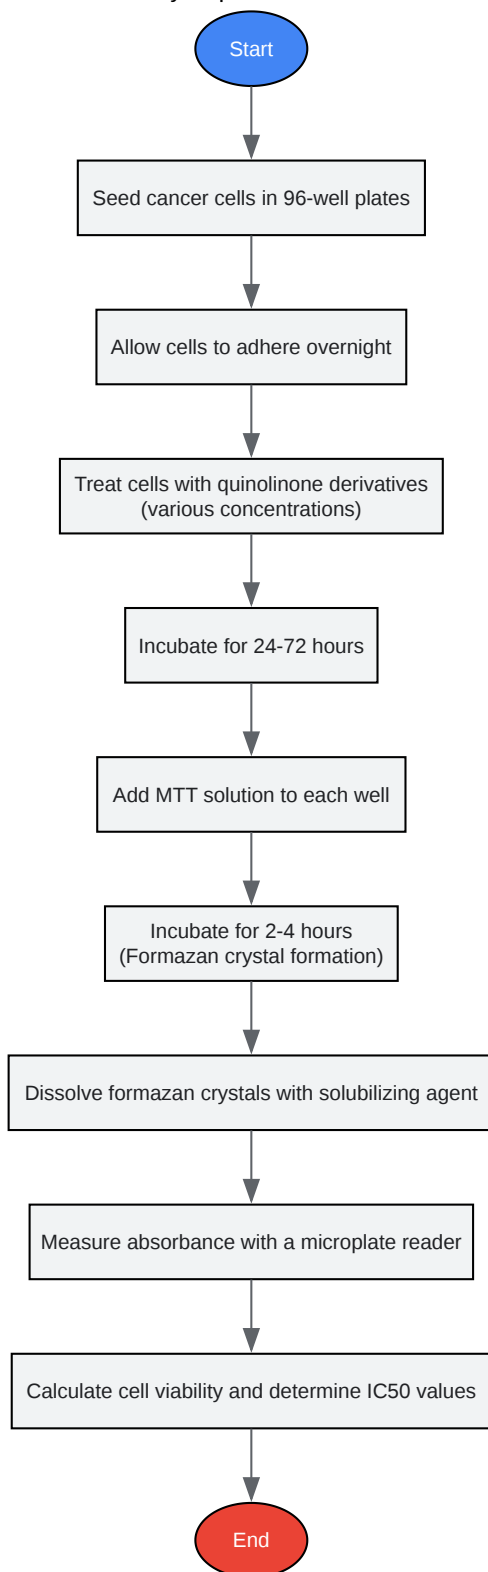 Start
Seed cancer cells in 96-well plates
Allow cells to adhere overnight
Treat cells with quinolinone derivatives
(various concentrations)
Incubate for 24-72 hours
Add MTT solution to each well
Incubate for 2-4 hours
(Formazan crystal formation)
Dissolve formazan crystals with solubilizing agent
Measure absorbance with a microplate reader
Calculate cell viability and determine IC50 values
End